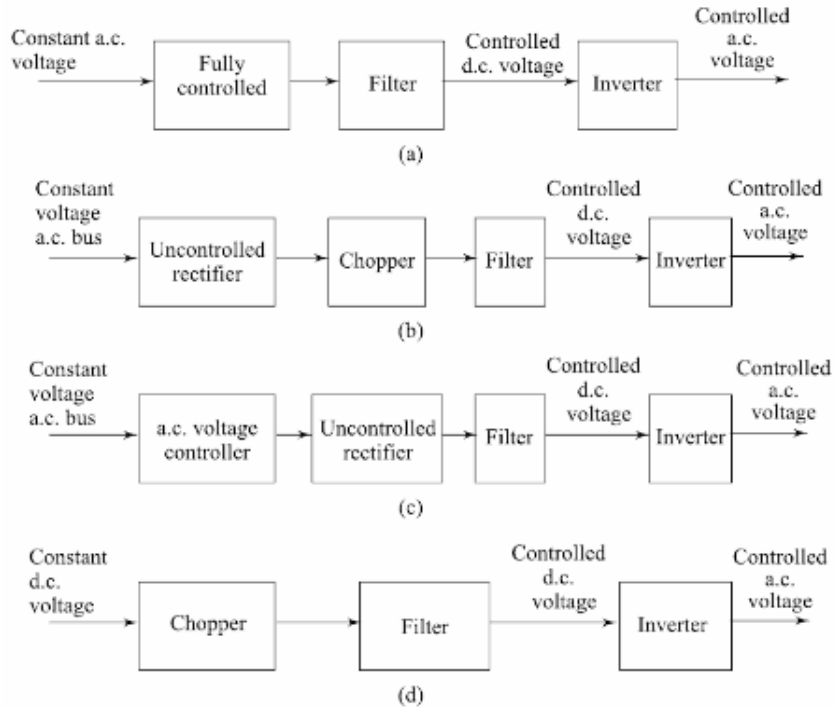 Constant a.c.
voltage
Fully
controlled
Filter
Controlled
d.c. voltage
Inverter
Controlled
a.c.
voltage
(a)
Constant
voltage
a.c. bus
Uncontrolled
rectifier
Chopper
Filter
Controlled
d.c.
voltage
Inverter
Controlled
a.c.
voltage
(b)
Constant
voltage
a.c. bus
a.c. voltage
controller
Uncontrolled
rectifier
Filter
Controlled
d.c.
voltage
Inverter
Controlled
a.c.
voltage
(c)
Constant
d.c.
voltage
Chopper
Filter
Controlled
d.c.
voltage
Inverter
Controlled
a.c.
voltage
(d)